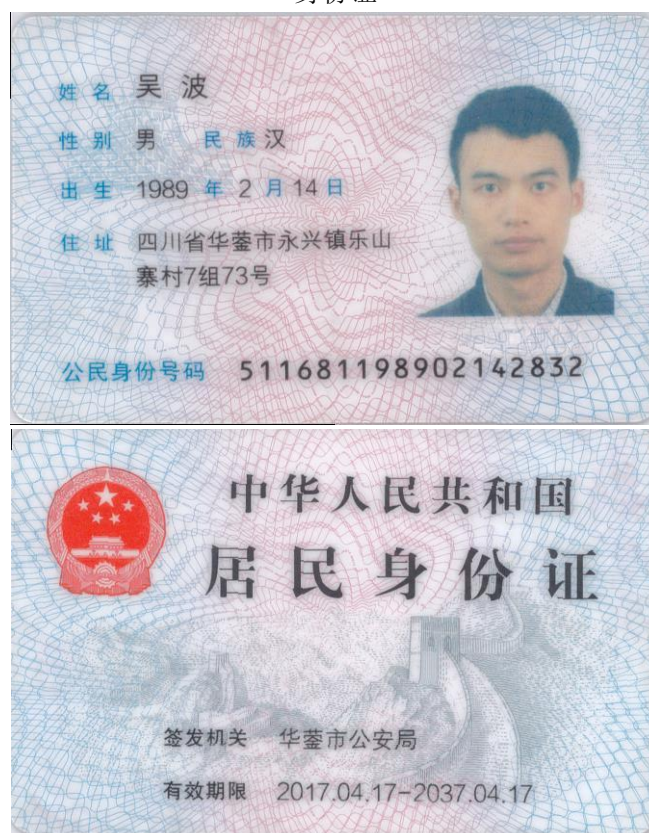 身份证
姓名 吴波
性别 男 民族 汉
出生 1989 年 2 月 14 日
住址 四川省华蓥市永兴镇乐山
寨村7组73号
公民身份号码 511681198902142832
中华人民共和国
居民身份证
签发机关 华蓥市公安局
有效期限 2017.04.17-2037.04.17